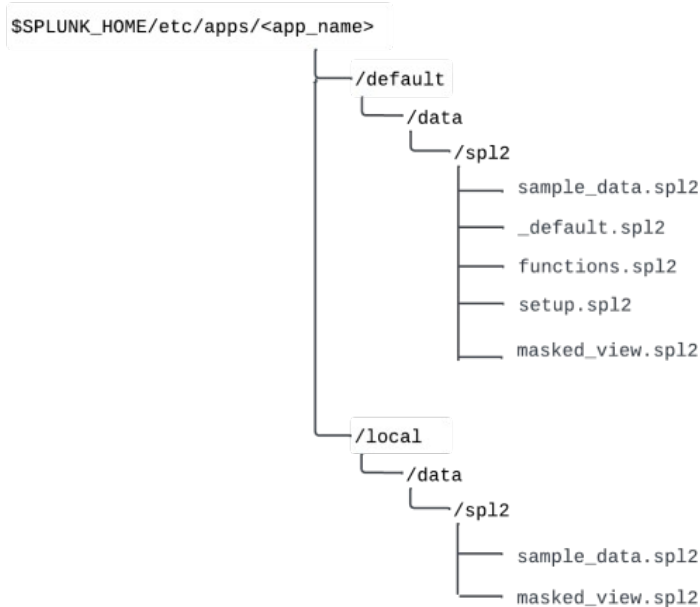 $SPLUNK_HOME/etc/apps/<app_name>
/default
/data
/spl2
sample_data.spl2
_default.spl2
functions.spl2
setup.spl2
masked_view.spl2
/local
/data
/spl2
sample_data.spl2
masked_view.spl2